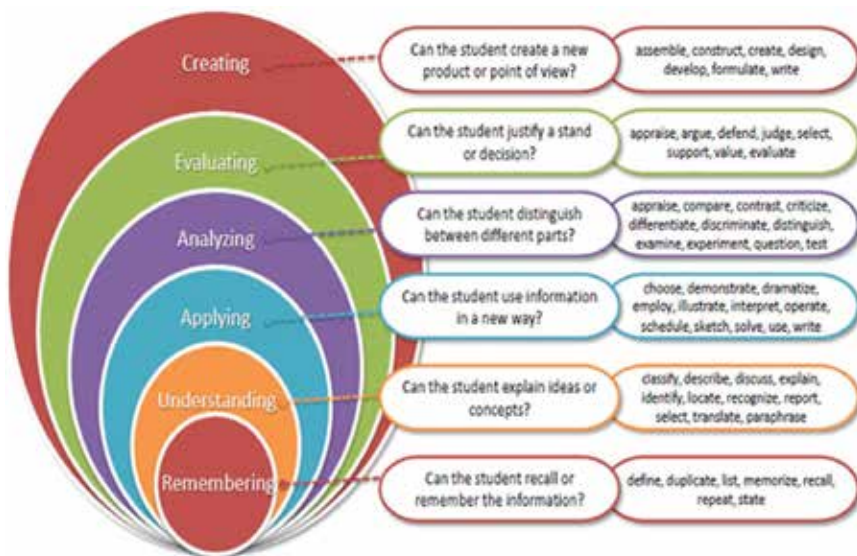 Creating
Can the student create a new
product or point of view?
assemble, construct, create, design,
develop, formulate, write
Evaluating
Can the student justify a stand
or decision?
appraise, argue, defend, judge, select,
support, value, evaluate
Analyzing
Can the student distinguish
between different parts?
appraise, compare, contrast, criticize,
differentiate, discriminate, distinguish,
examine, experiment, question, test
Applying
Can the student use information
in a new way?
choose, demonstrate, dramatize,
employ, illustrate, interpret, operate,
schedule, sketch, solve, use, write
Understanding
Can the student explain ideas or
concepts?
classify, describe, discuss, explain,
identify, locate, recognize, report,
select, translate, paraphrase
Remembering
Can the student recall or
remember the information?
define, duplicate, list, memorize, recall,
repeat, state